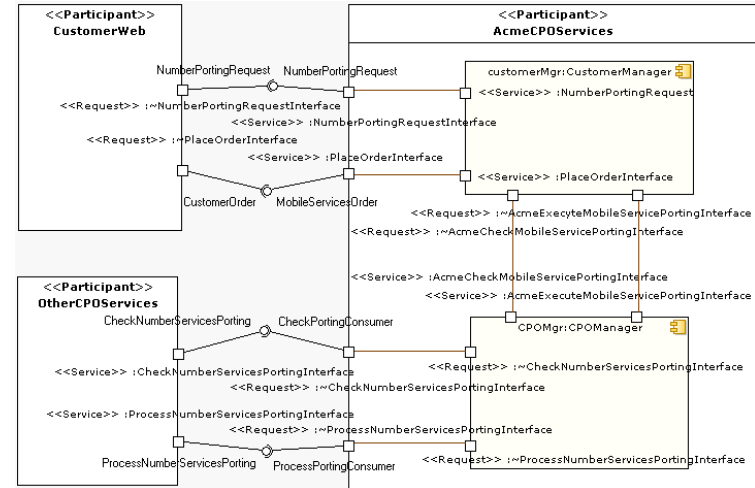 <<Participant>>
CustomerWeb
<<Participant>>
AcmeCPOServices
NumberPortingRequest
NumberPortingRequest
customerMgr:CustomerManager
<<Service>> :NumberPortingRequest
<<Request>> :~NumberPortingRequestInterface
<<Service>> :NumberPortingRequestInterface
<<Request>> :~PlaceOrderInterface
<<Service>> :PlaceOrderInterface
<<Service>> :PlaceOrderInterface
CustomerOrder
MobileServicesOrder
<<Request>> :~AcmeExecyteMobileServicePortingInterface
<<Request>> :~AcmeCheckMobileServicePortingInterface
<<Service>> :AcmeCheckMobileServicePortingInterface
<<Service>> :AcmeExecuteMobileServicePortingInterface
<<Participant>>
OtherCPOServices
CheckNumberServicesPorting
CheckPortingConsumer
CPOMgr:CPOManager
<<Service>> :CheckNumberServicesPortingInterface
<<Request>> :~CheckNumberServicesPortingInterface
<<Request>> :~CheckNumberServicesPortingInterface
<<Service>> :ProcessNumberServicesPortingInterface
<<Request>> :~ProcessNumberServicesPortingInterface
ProcessNumberServicesPorting
ProcessPortingConsumer
<<Request>> :~ProcessNumberServicesPortingInterface